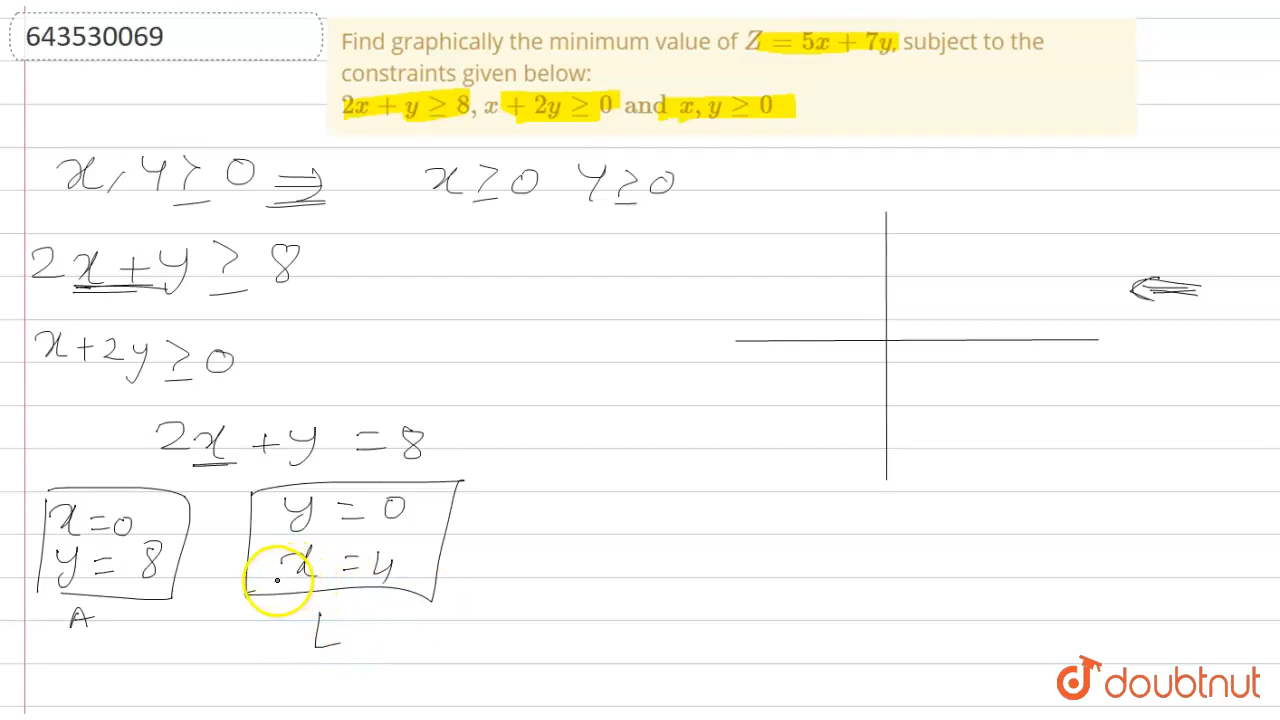 643530069
Find graphically the minimum value of Z = 5x + 7y, subject to the
constraints given below:
2x + y ≥ 8, x + 2y ≥ 0 and x, y ≥ 0
x, y ≥ 0 ⇒ x ≥ 0 y ≥ 0
2x + y ≥ 8
x + 2y ≥ 0
2x + y = 8
x = 0
y = 8
A
y = 0
x = 4
L
doubtnut